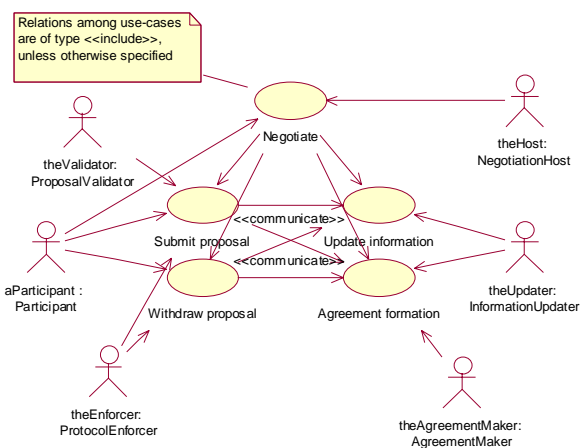 Relations among use-cases
are of type <<include>>,
unless otherwise specified
theValidator:
ProposalValidator
Negotiate
theHost:
NegotiationHost
<<communicate>>
Submit proposal
Update information
aParticipant :
Participant
<<communicate>>
theUpdater:
InformationUpdater
Withdraw proposal
Agreement formation
theEnforcer:
ProtocolEnforcer
theAgreementMaker:
AgreementMaker